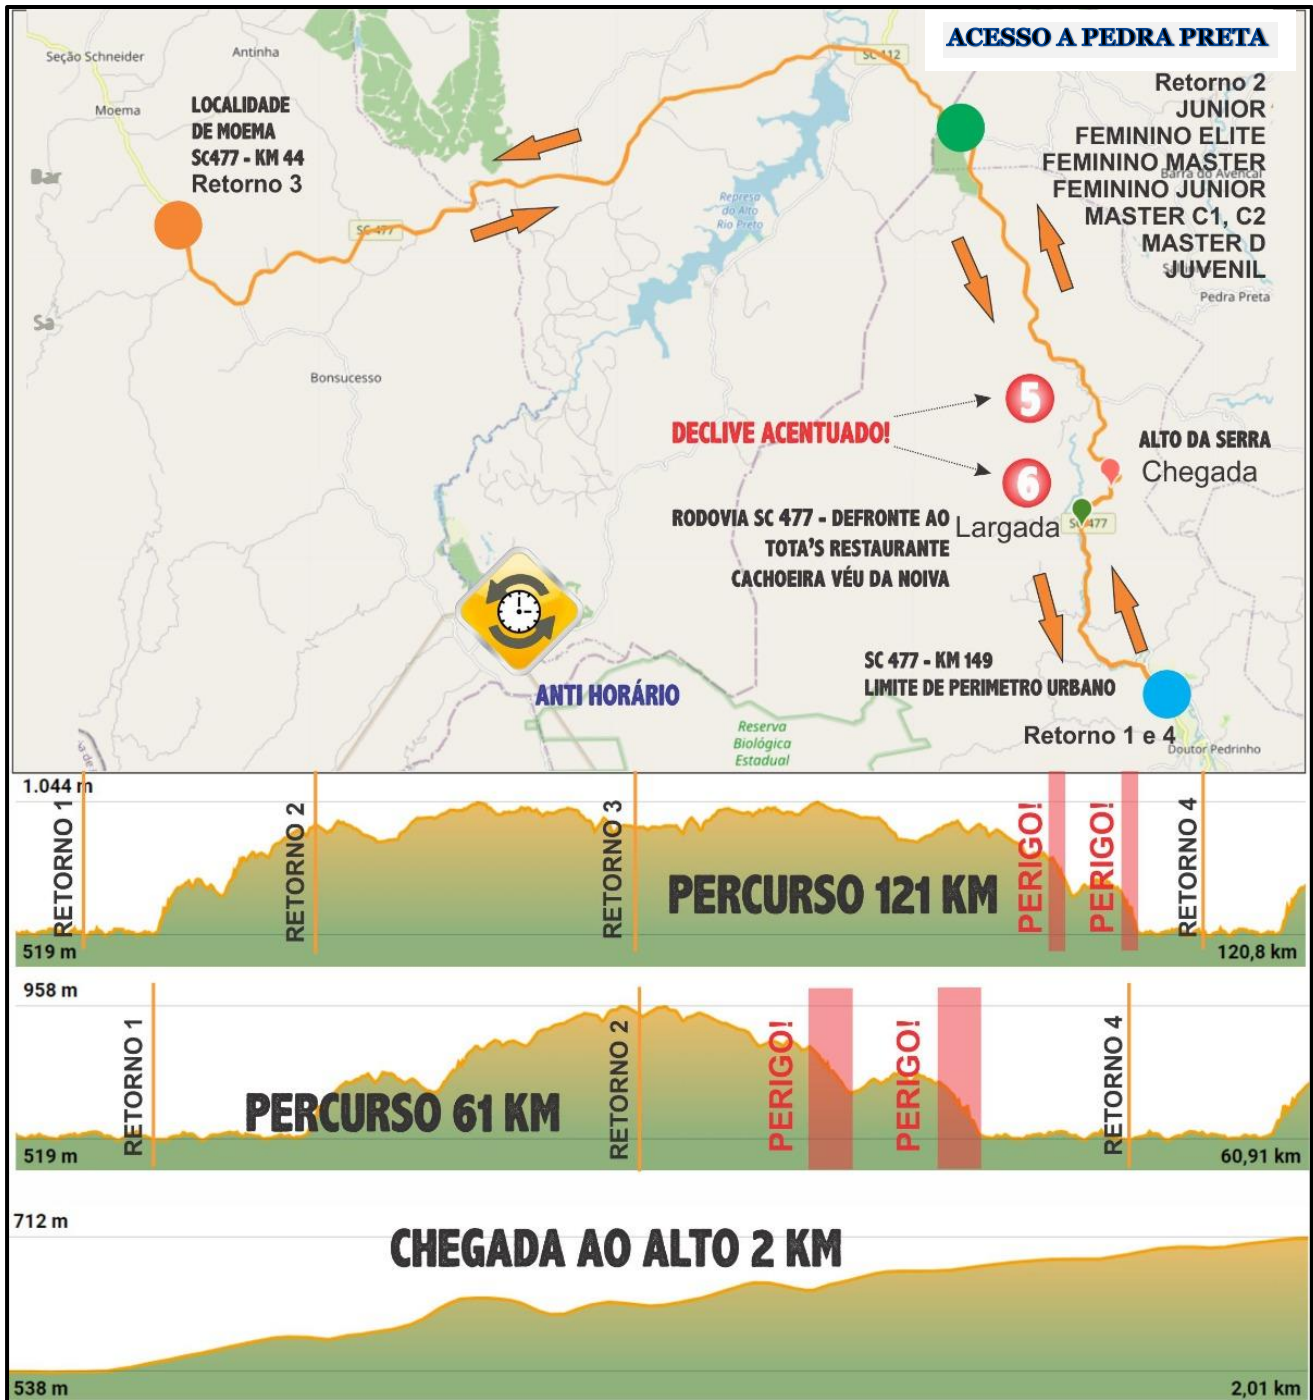 ACESSO A PEDRA PRETA
Seção Schneider
Antinha
SC 112
Moema
LOCALIDADE
DE MOEMA
SC477 - KM 44
Retorno 3
Retorno 2
JUNIOR
FEMININO ELITE
FEMININO MASTER
FEMININO JUNIOR
MASTER C1, C2
MASTER D
JUVENIL
Bar
Barra do Avencal
Represa
do Alto
Rio Preto
SC 477
Pedra Preta
Sa
Bonsucesso
DECLIVE ACENTUADO!
5
6
ALTO DA SERRA
Chegada
RODOVIA SC 477 - DEFRONTE AO
TOTA'S RESTAURANTE
CACHOEIRA VÉU DA NOIVA
Largada
SC 477
ANTI HORÁRIO
SC 477 - KM 149
LIMITE DE PERIMETRO URBANO
Retorno 1 e 4
Doutor Pedrinho
Reserva
Biológica
Estadual
1.044 m
RETORNO 1
RETORNO 2
RETORNO 3
PERCURSO 121 KM
PERIGO!
PERIGO!
RETORNO 4
519 m
120,8 km
958 m
RETORNO 1
PERCURSO 61 KM
RETORNO 2
PERIGO!
PERIGO!
RETORNO 4
519 m
60,91 km
712 m
CHEGADA AO ALTO 2 KM
538 m
2,01 km